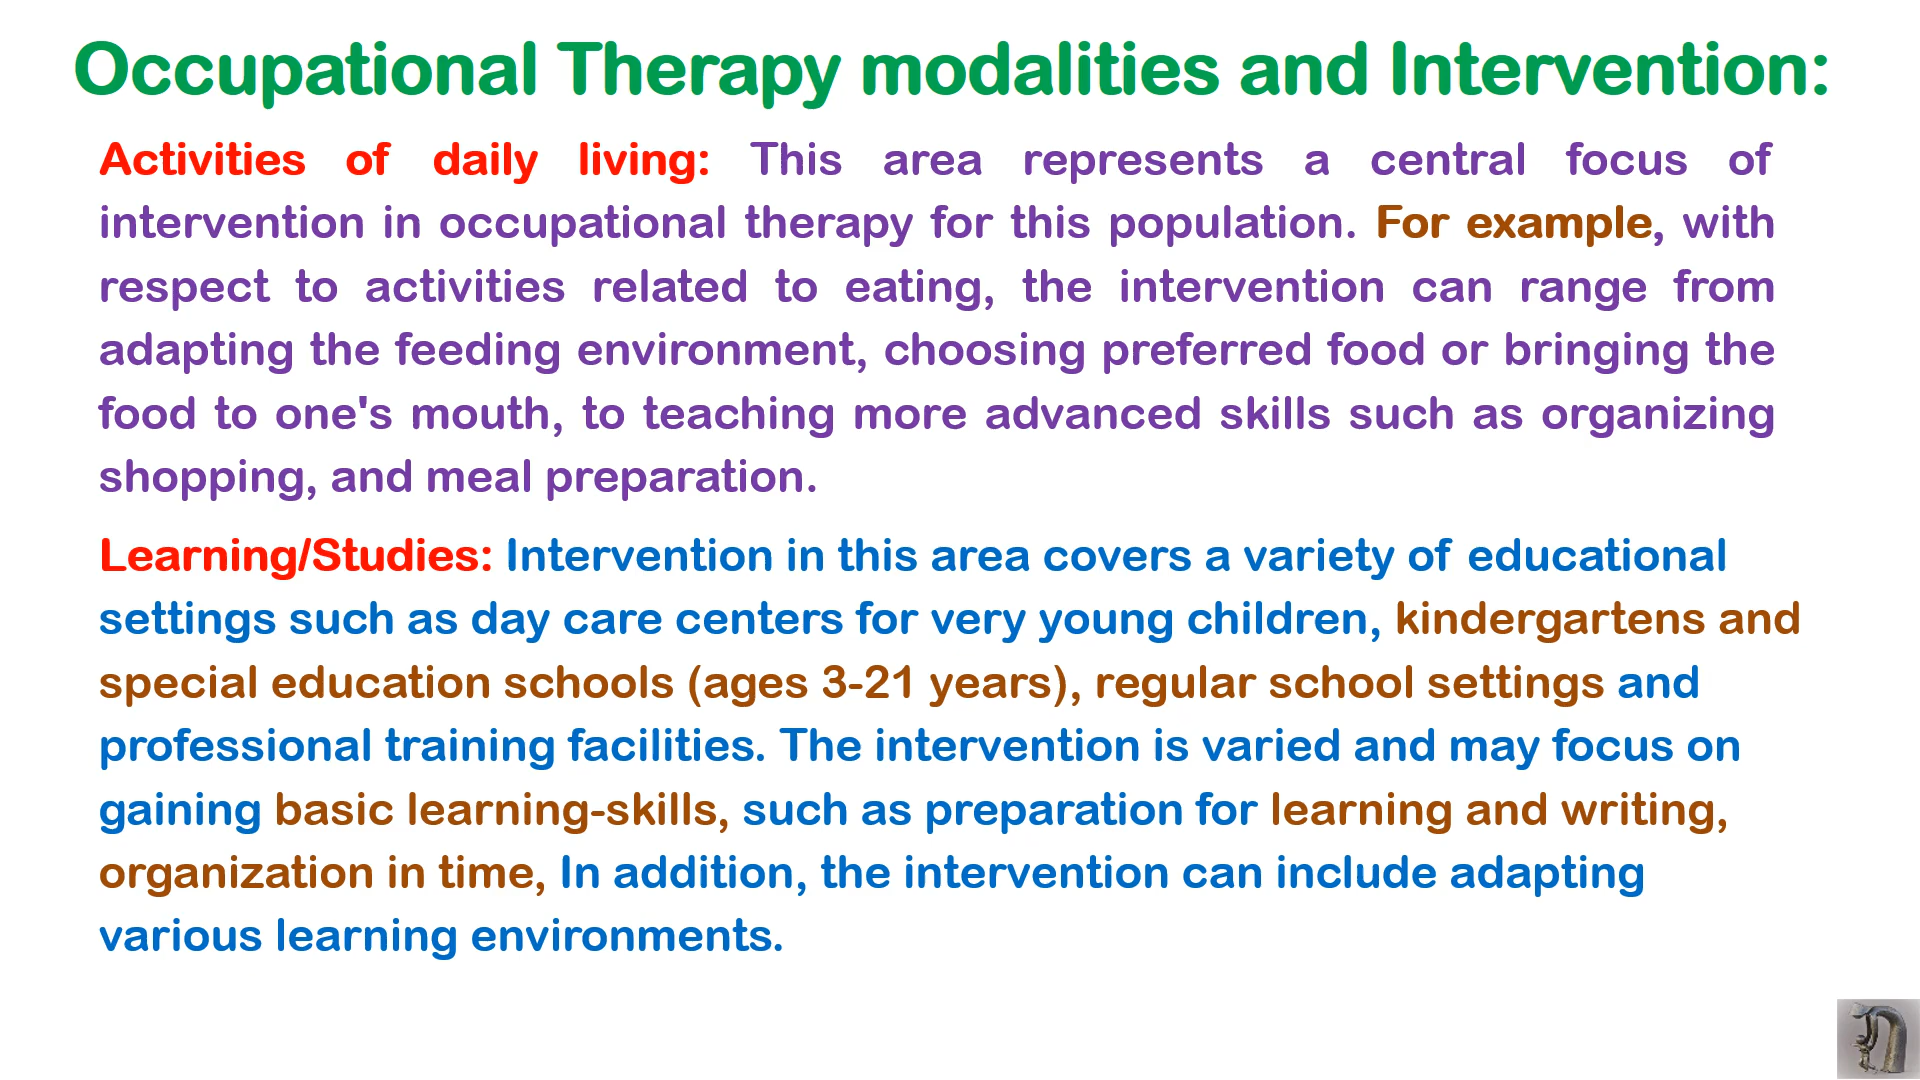 Occupational Therapy modalities and Intervention:
Activities of daily living: This area represents a central focus of
intervention in occupational therapy for this population. For example, with
respect to activities related to eating, the intervention can range from
adapting the feeding environment, choosing preferred food or bringing the
food to one's mouth, to teaching more advanced skills such as organizing
shopping, and meal preparation.
Learning/Studies: Intervention in this area covers a variety of educational
settings such as day care centers for very young children, kindergartens and
special education schools (ages 3-21 years), regular school settings and
professional training facilities. The intervention is varied and may focus on
gaining basic learning-skills, such as preparation for learning and writing,
organization in time, In addition, the intervention can include adapting
various learning environments.